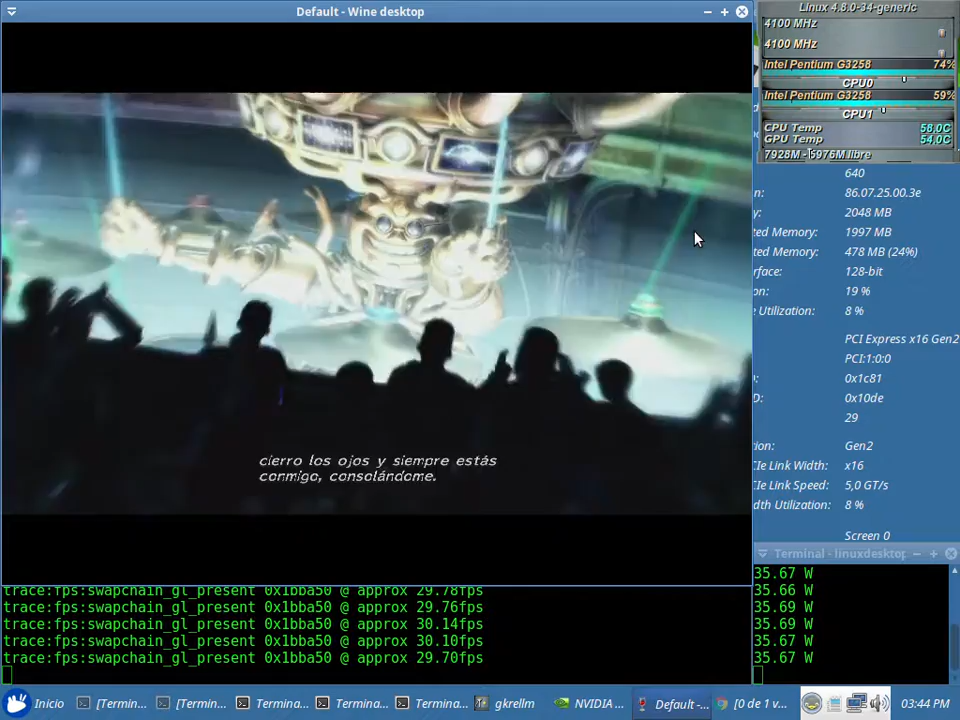 Default - Wine desktop
Linux 4.8.0-34-generic
4100 MHz
4100 MHz
Intel Pentium G3258 74%
CPU0
Intel Pentium G3258 59%
CPU1
CPU Temp 58.0C
GPU Temp 54.0C
7928M - 5976M libre
640
86.07.25.00.3e
2048 MB
ted Memory: 1997 MB
ted Memory: 478 MB (24%)
rface: 128-bit
on: 19 %
e Utilization: 8 %
PCI Express x16 Gen2
PCI:1:0:0
0x1c81
0x10de
29
ion: Gen2
CIe Link Width: x16
CIe Link Speed: 5,0 GT/s
dth Utilization: 8 %
Screen 0
cierro los ojos y siempre estás
conmigo, consolándome.
Terminal - linuxdesktop
trace:fps:swapchain_gl_present 0x1bba50 @ approx 29.78fps
trace:fps:swapchain_gl_present 0x1bba50 @ approx 29.76fps
trace:fps:swapchain_gl_present 0x1bba50 @ approx 30.14fps
trace:fps:swapchain_gl_present 0x1bba50 @ approx 30.10fps
trace:fps:swapchain_gl_present 0x1bba50 @ approx 29.70fps
35.67 W
35.66 W
35.69 W
35.69 W
35.67 W
35.67 W
Inicio [Termin... [Termin... Termina... Termina... Termina... gkrellm NVIDIA ... Default -... [0 de 1 v... 03:44 PM